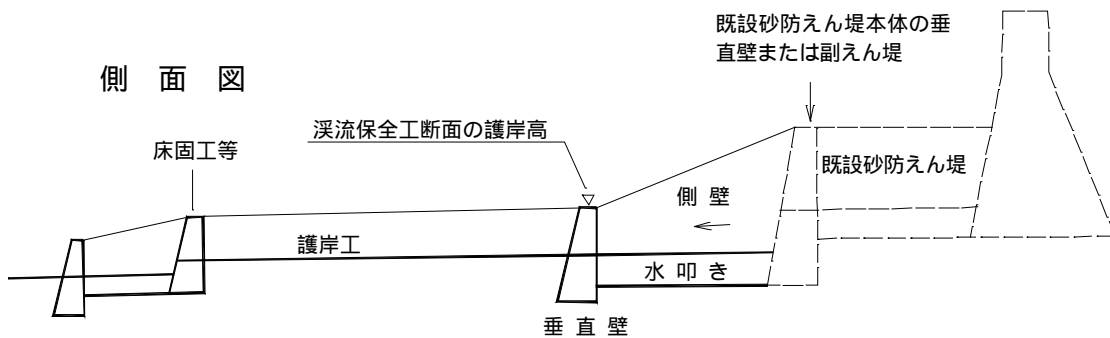 既設砂防えん堤本体の垂
直壁または副えん堤
側 面 図
渓流保全工断面の護岸高
床固工等
既設砂防えん堤
側 壁
護岸工
水 叩 き
垂 直 壁